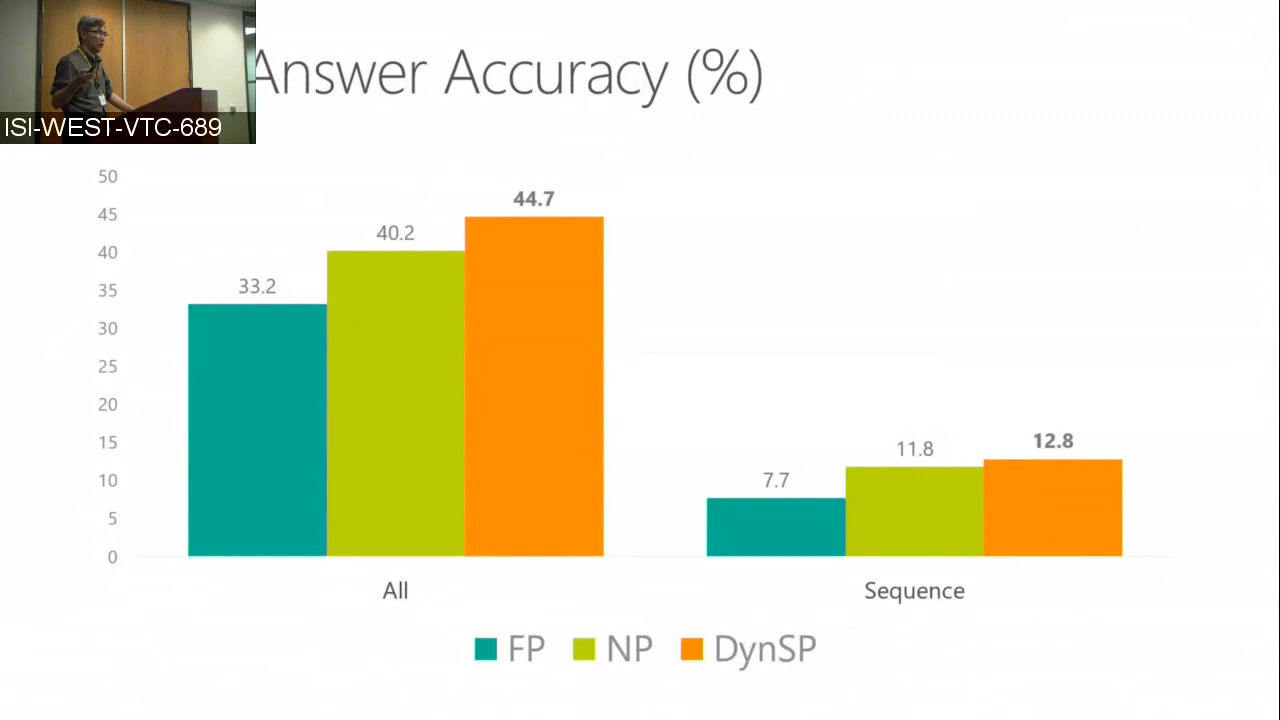 Answer Accuracy (%)
ISI-WEST-VTC-689
50
45
40
35
30
25
20
15
10
5
0
33.2
40.2
44.7
7.7
11.8
12.8
All
Sequence
FP
NP
DynSP